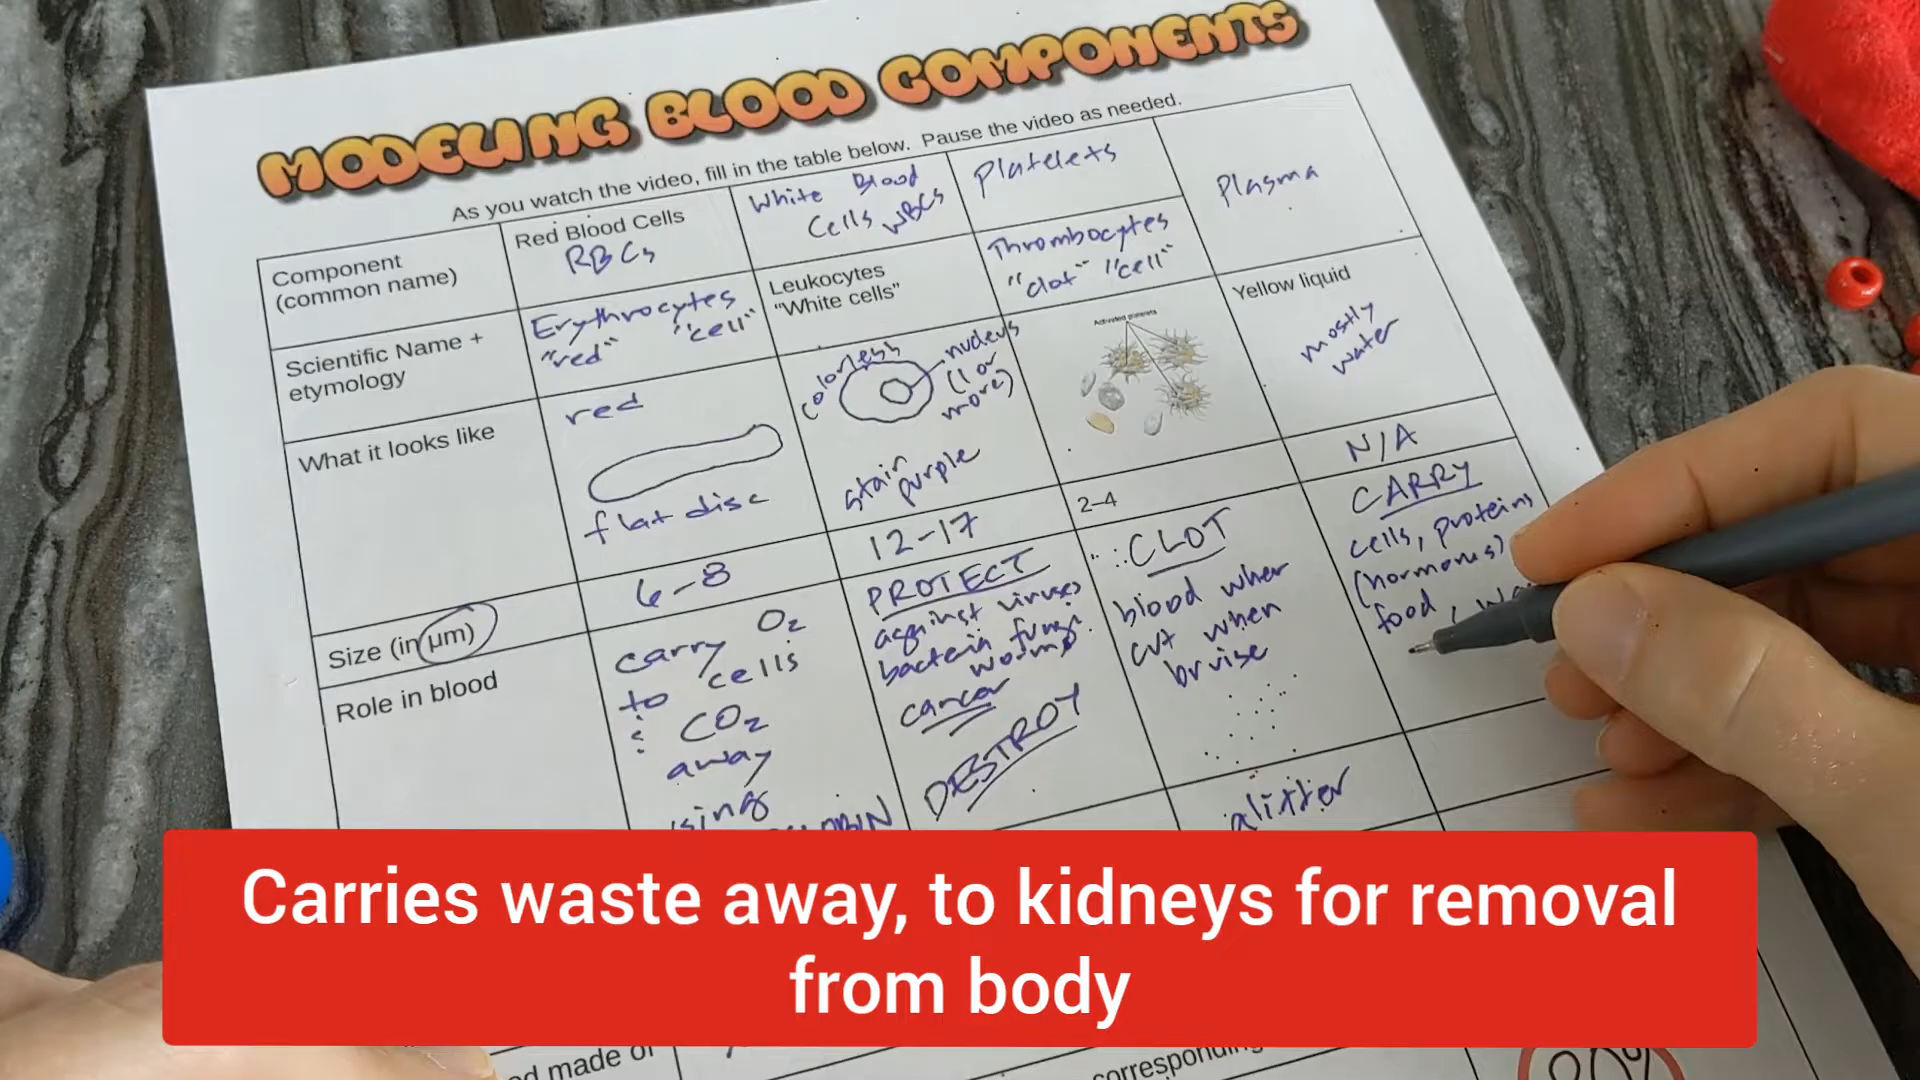 MODELING BLOOD COMPONENTS
As you watch the video, fill in the table below. Pause the video as needed.
Component
(common name)
Red Blood Cells
RBCs
White Blood
Cells WBCs
Platelets
Plasma
Scientific Name +
etymology
Erythrocytes
"red" "cell"
Leukocytes
"White cells"
Thrombocytes
"clot" "cell"
Yellow liquid
mostly
water
What it looks like
red
flat disc
colorless
nucleus
(1 or
more)
stain
purple
Activated platelets
N/A
Size (in µm)
6-8
12-17
2-4
Role in blood
carry O2
to cells
CO2
away
PROTECT
against viruses
bacteria fungi
worms
cancer
DESTROY
CLOT
blood when
cut when
bruise
CARRY
cells, proteins
(hormones)
food,
glitter
Carries waste away, to kidneys for removal
from body
made of
corresponding